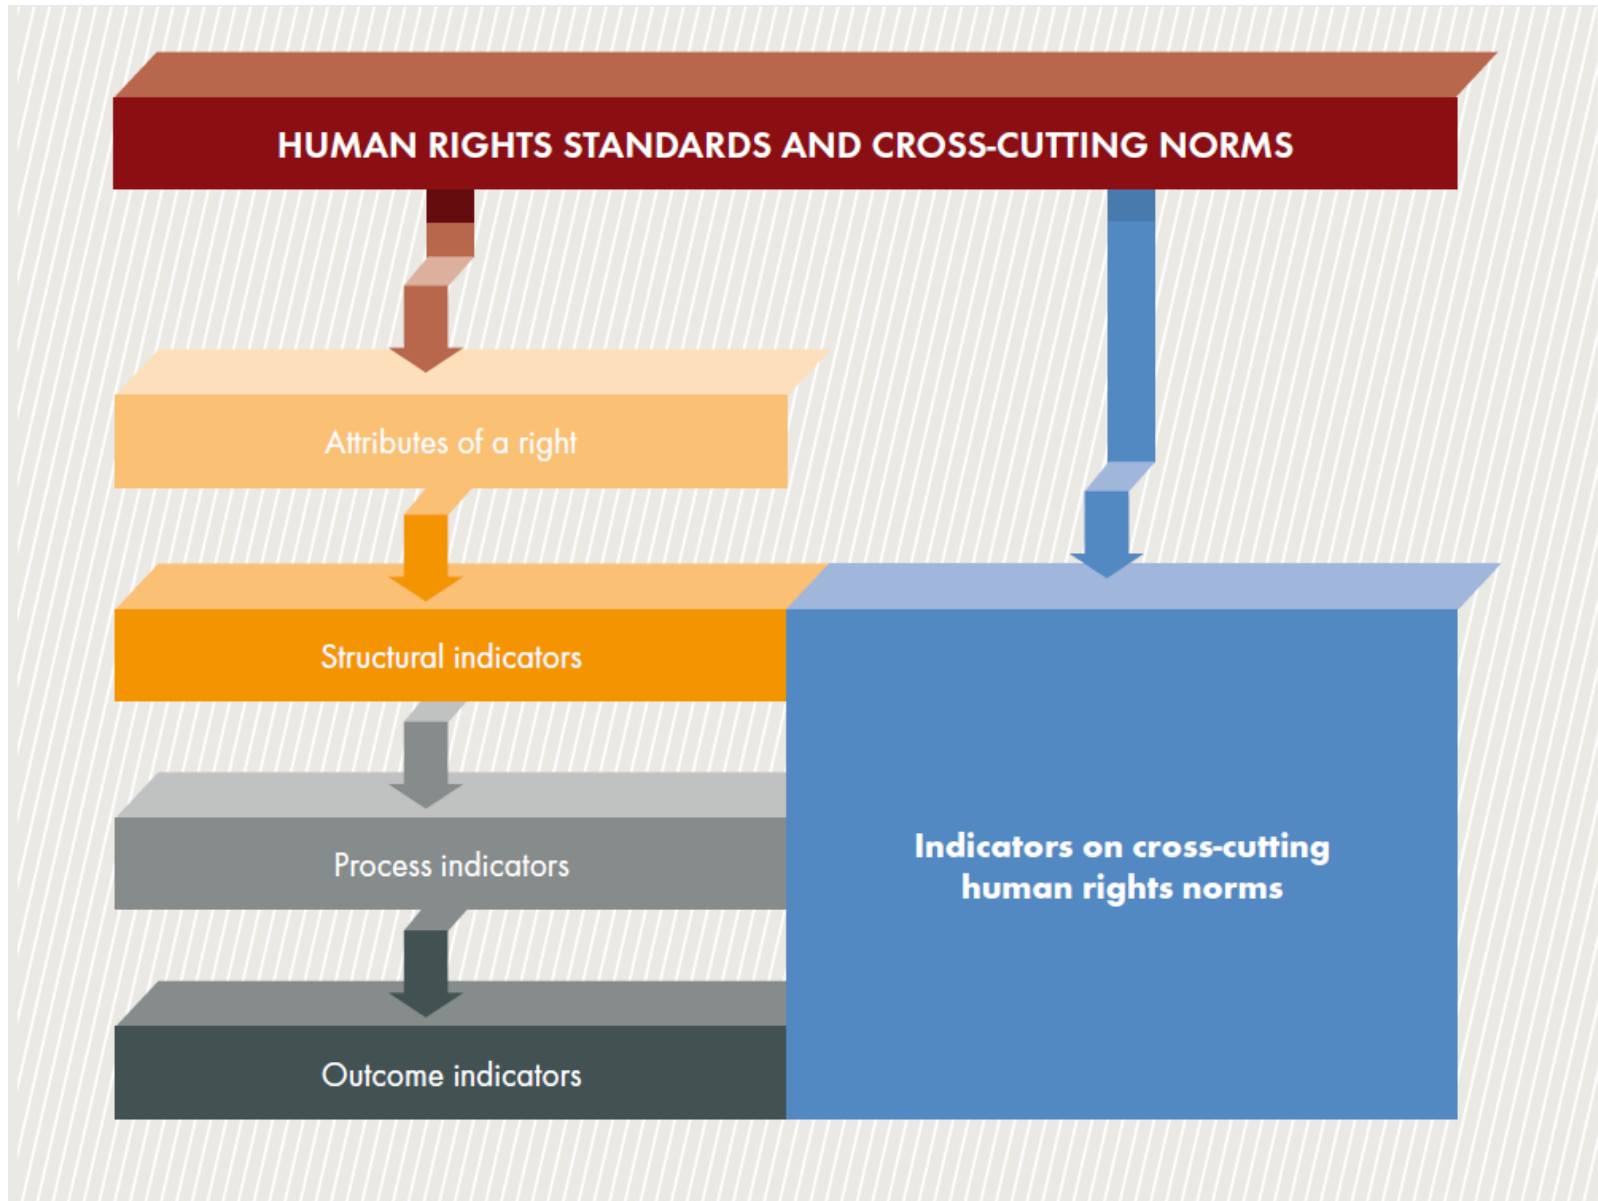 HUMAN RIGHTS STANDARDS AND CROSS-CUTTING NORMS
Attributes of a right
Structural indicators
Process indicators
Outcome indicators
Indicators on cross-cutting
human rights norms